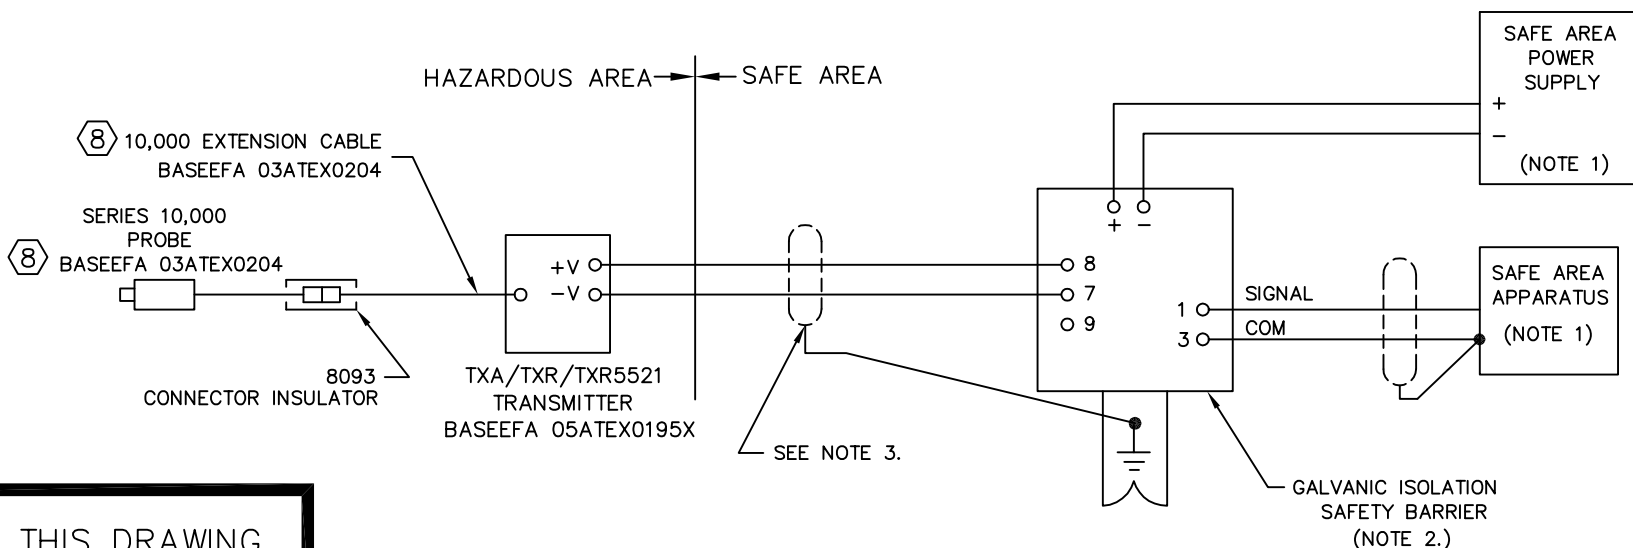 SAFE AREA
POWER
SUPPLY
+
−
(NOTE 1)
HAZARDOUS AREA
SAFE AREA
8
10,000 EXTENSION CABLE
BASEEFA 03ATEX0204
SERIES 10,000
PROBE
8
BASEEFA 03ATEX0204
+V
−V
8093
CONNECTOR INSULATOR
TXA/TXR/TXR5521
TRANSMITTER
BASEEFA 05ATEX0195X
SEE NOTE 3.
+ −
8
7
9
1
3
SIGNAL
COM
SAFE AREA
APPARATUS
(NOTE 1)
GALVANIC ISOLATION
SAFETY BARRIER
(NOTE 2.)
THIS DRAWING